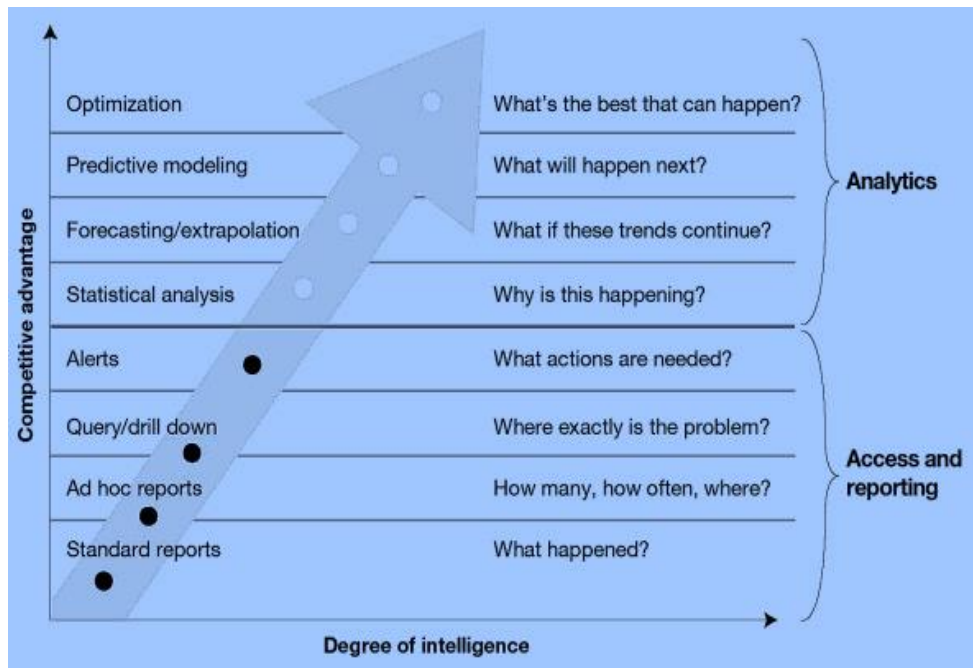 Competitive advantage
Optimization
What's the best that can happen?
Predictive modeling
What will happen next?
Forecasting/extrapolation
What if these trends continue?
Statistical analysis
Why is this happening?
Analytics
Alerts
What actions are needed?
Query/drill down
Where exactly is the problem?
Ad hoc reports
How many, how often, where?
Standard reports
What happened?
Access and
reporting
Degree of intelligence